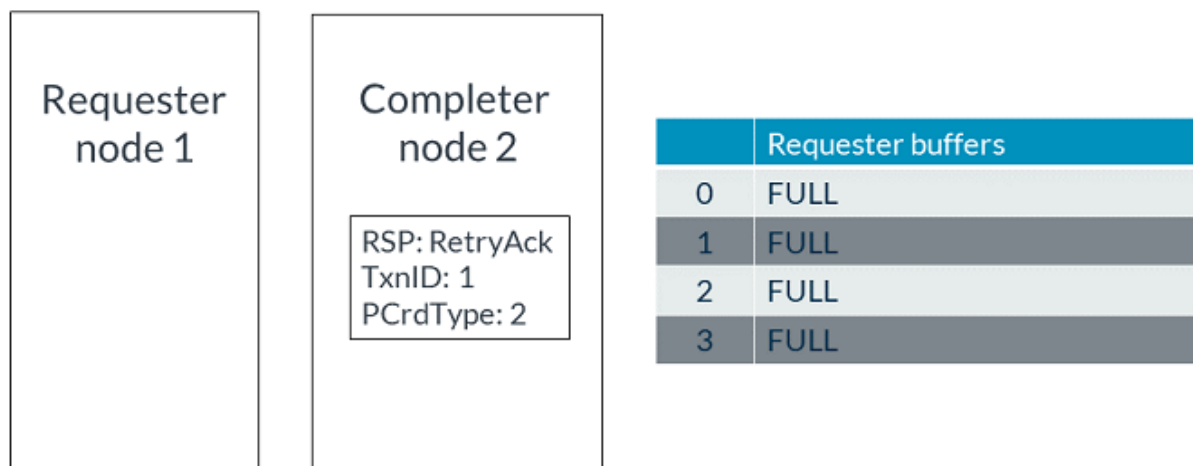 Requester
node 1
Completer
node 2
RSP: RetryAck
TxnID: 1
PCrdType: 2
Requester buffers
0 FULL
1 FULL
2 FULL
3 FULL